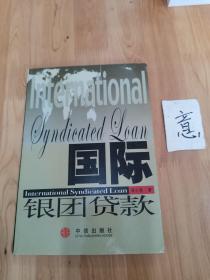 International
Syndicated Loan
国际
International Syndicated Loan
银团贷款
中信出版社
意